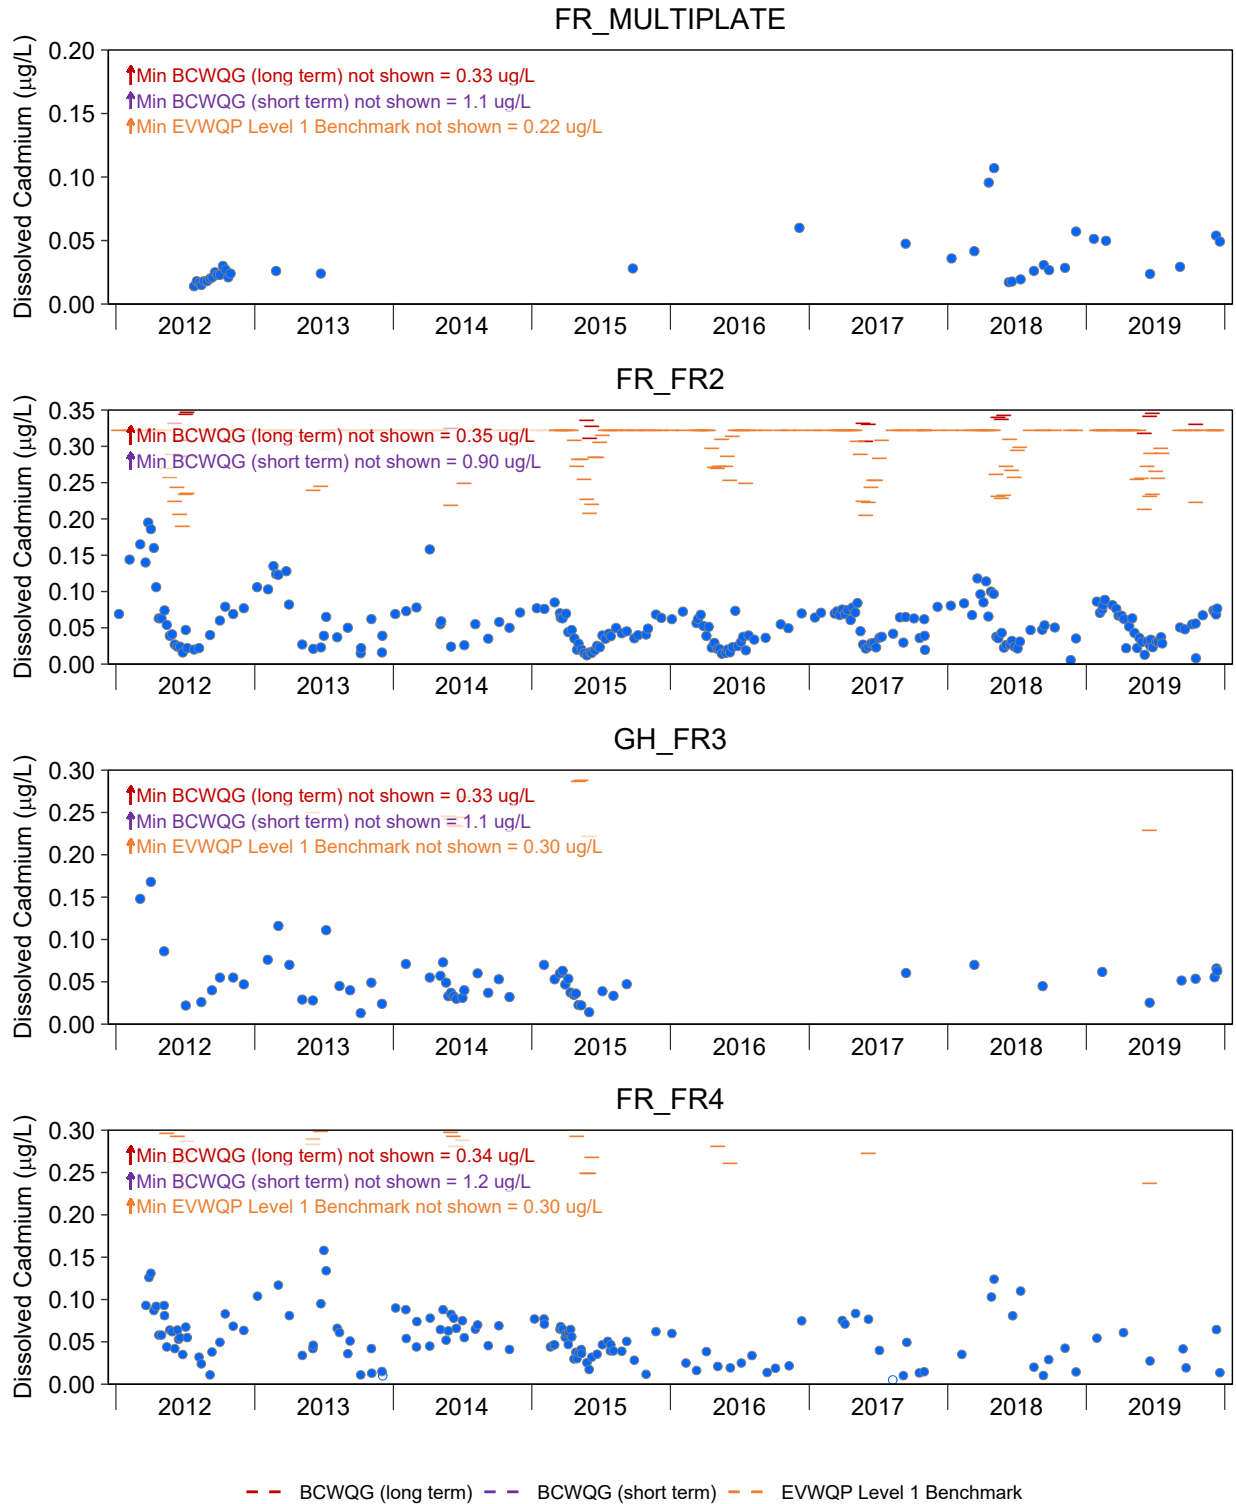 FR_MULTIPLATE
Dissolved Cadmium (µg/L)
0.20
0.15
0.10
0.05
0.00
Min BCWQG (long term) not shown = 0.33 ug/L
Min BCWQG (short term) not shown = 1.1 ug/L
Min EVWQP Level 1 Benchmark not shown = 0.22 ug/L
2012 2013 2014 2015 2016 2017 2018 2019
FR_FR2
Dissolved Cadmium (µg/L)
0.35
0.30
0.25
0.20
0.15
0.10
0.05
0.00
Min BCWQG (long term) not shown = 0.35 ug/L
Min BCWQG (short term) not shown = 0.90 ug/L
2012 2013 2014 2015 2016 2017 2018 2019
GH_FR3
Dissolved Cadmium (µg/L)
0.30
0.25
0.20
0.15
0.10
0.05
0.00
Min BCWQG (long term) not shown = 0.33 ug/L
Min BCWQG (short term) not shown = 1.1 ug/L
Min EVWQP Level 1 Benchmark not shown = 0.30 ug/L
2012 2013 2014 2015 2016 2017 2018 2019
FR_FR4
Dissolved Cadmium (µg/L)
0.30
0.25
0.20
0.15
0.10
0.05
0.00
Min BCWQG (long term) not shown = 0.34 ug/L
Min BCWQG (short term) not shown = 1.2 ug/L
Min EVWQP Level 1 Benchmark not shown = 0.30 ug/L
2012 2013 2014 2015 2016 2017 2018 2019
BCWQG (long term) BCWQG (short term) EVWQP Level 1 Benchmark